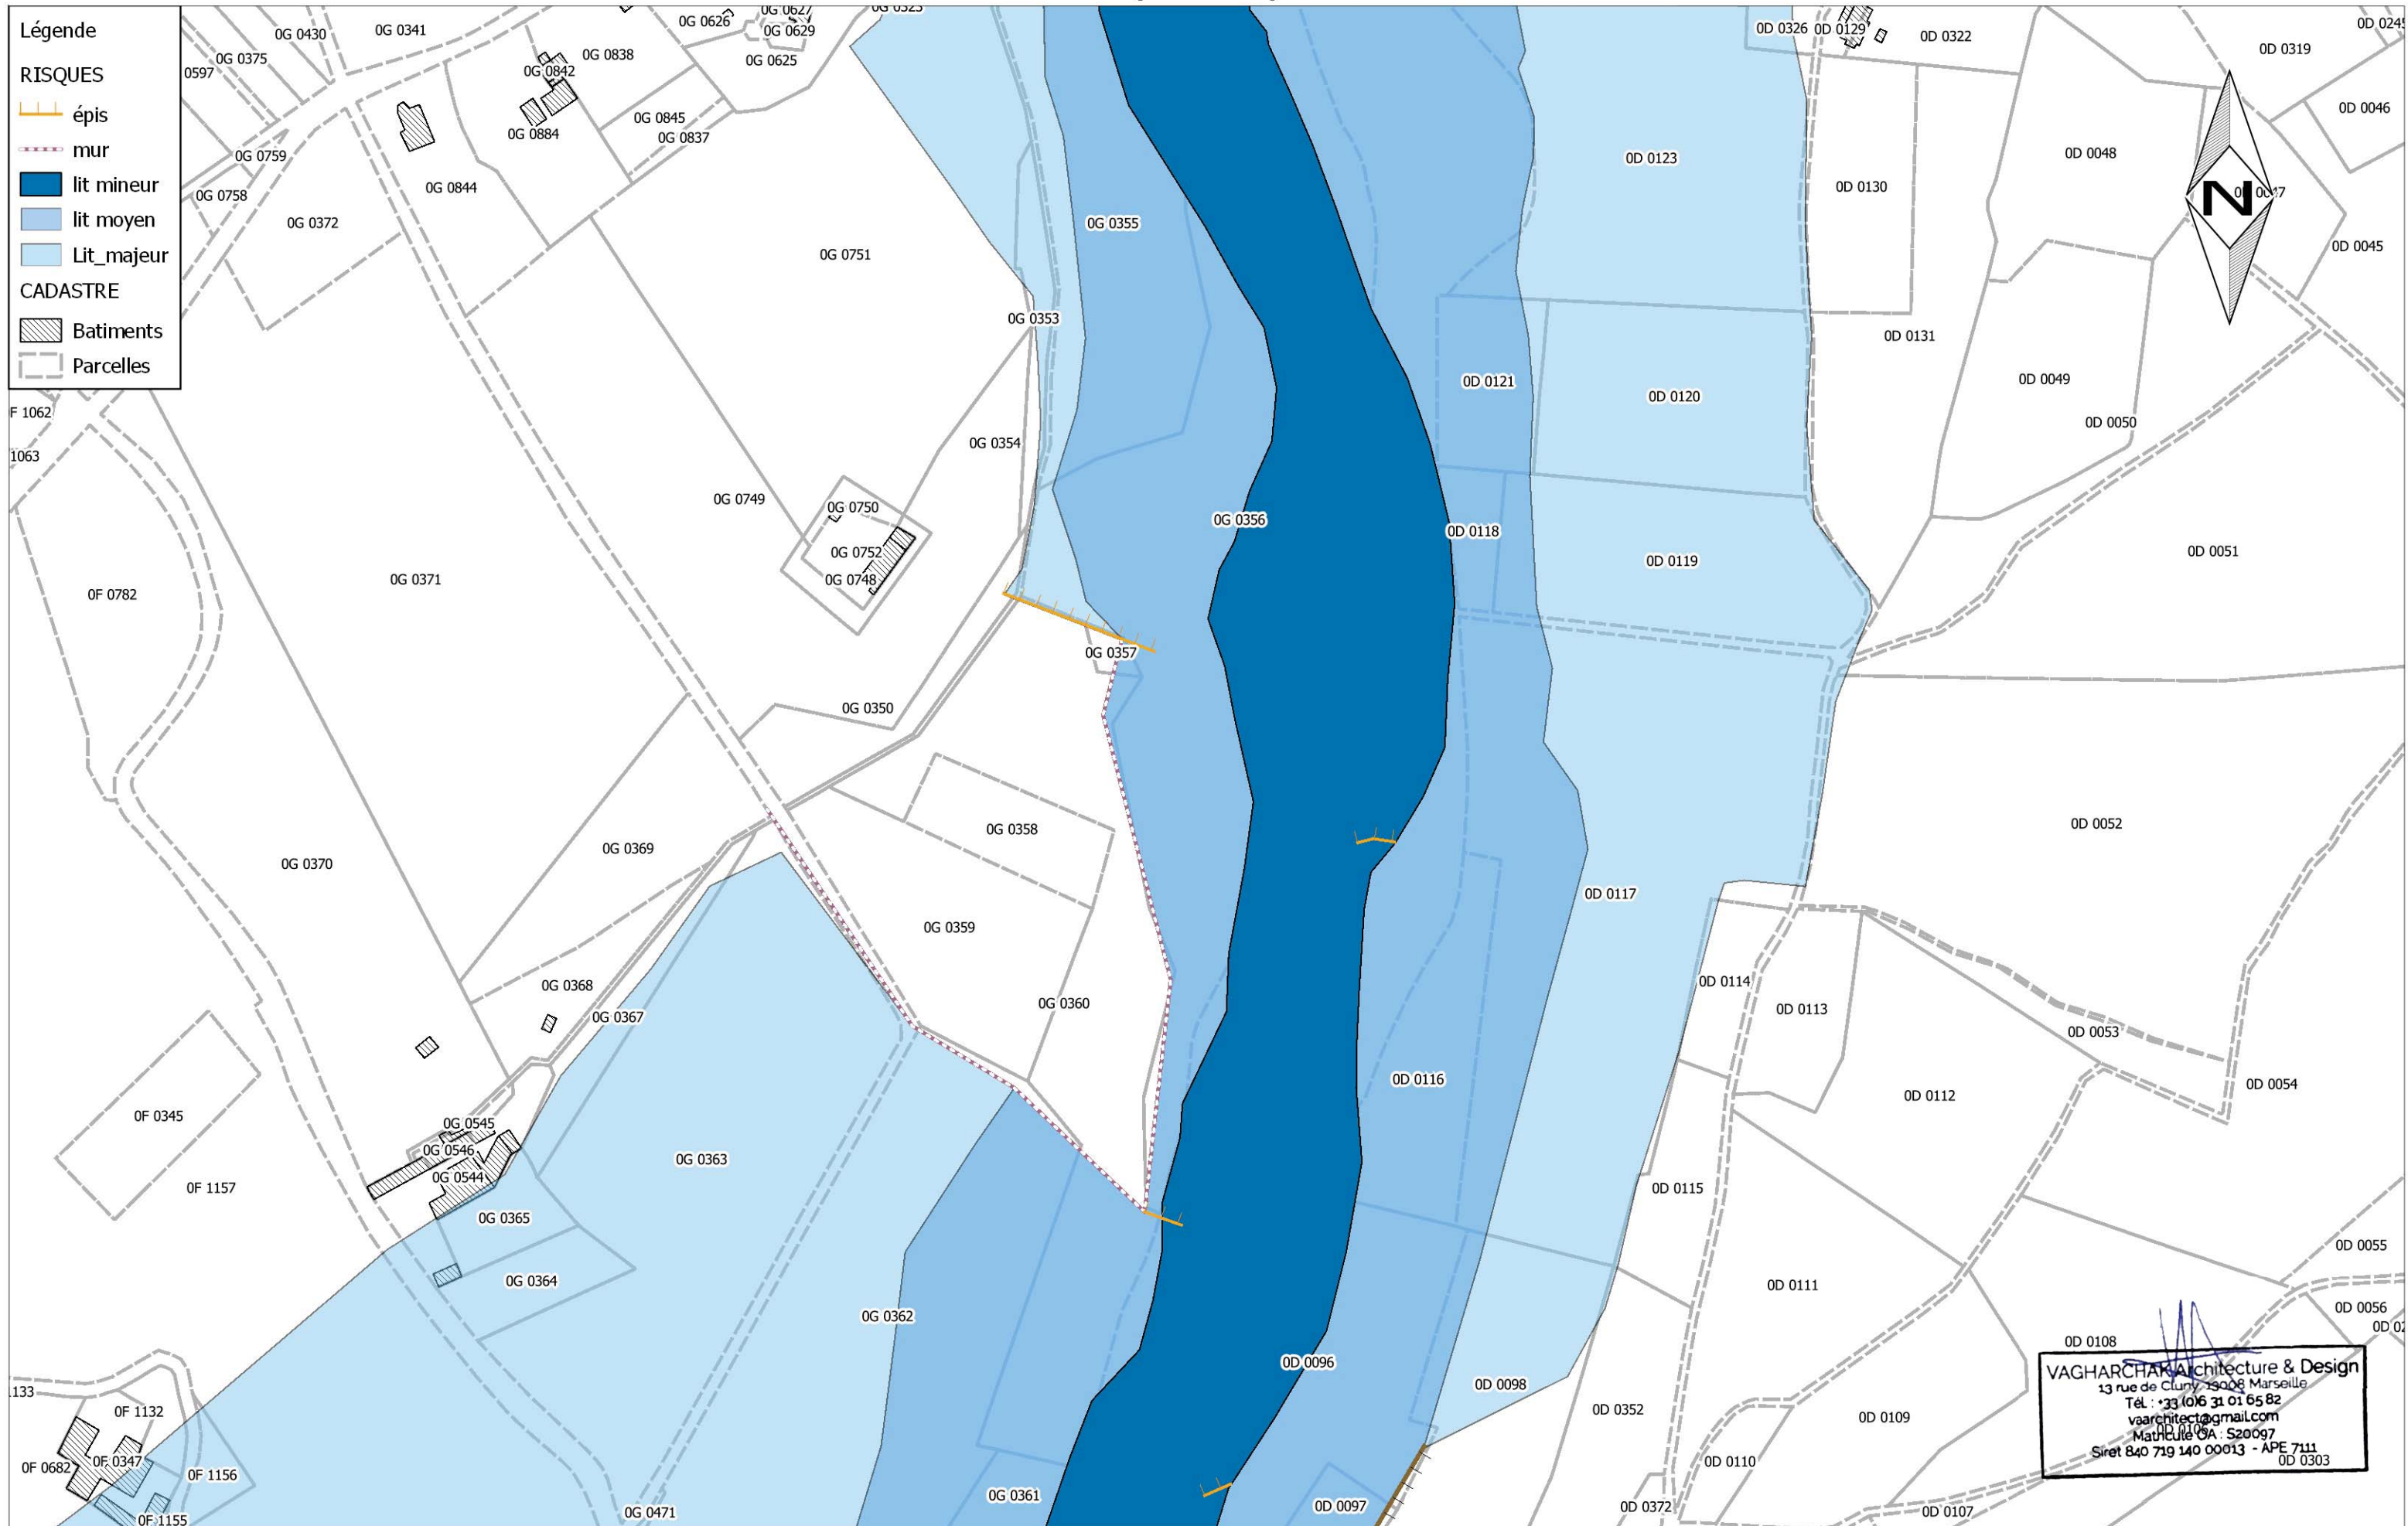 Légende
RISQUES
épis
mur
lit mineur
lit moyen
Lit_majeur
CADASTRE
Batiments
Parcelles
N
0G 0430
0G 0341
0G 0375
0597
0G 0626
0G 0627
0G 0629
0G 0323
0G 0625
0G 0838
0G 0842
0G 0884
0G 0845
0G 0837
0G 0759
0G 0758
0G 0844
0G 0372
0G 0751
0G 0355
0G 0353
0D 0326
0D 0129
0D 0322
0D 0319
0D 0245
0D 0046
0D 0123
0D 0048
0D 0130
0D 0045
0D 0131
0D 0121
0D 0120
0D 0049
0D 0050
F 1062
1063
0G 0354
0G 0749
0G 0750
0G 0752
0G 0748
0G 0356
0D 0118
0D 0119
0D 0051
0F 0782
0G 0371
0G 0357
0G 0350
0G 0358
0G 0369
0G 0370
0G 0359
0D 0117
0D 0052
0G 0368
0G 0367
0G 0360
0D 0114
0D 0113
0D 0053
0D 0054
0D 0116
0D 0112
0F 0345
0G 0545
0G 0546
0G 0544
0G 0363
0F 1157
0G 0365
0D 0115
0G 0364
0G 0362
0D 0111
0D 0055
0D 0056
0D 0108
0D 0096
0D 0098
133
0F 1132
0D 0352
0D 0109
0F 0682
0F 0347
0F 1156
0D 0110
0G 0361
0D 0097
0D 0372
0D 0107
0D 0303
0G 0471
0F 1155
VAGHARCHAK Architecture & Design
13 rue de Cluny 13008 Marseille
Tél. : +33 (0)6 31 01 65 82
vaarchitect@gmail.com
Matricule OA : S20097
Siret 840 719 140 00013 - APE 7111